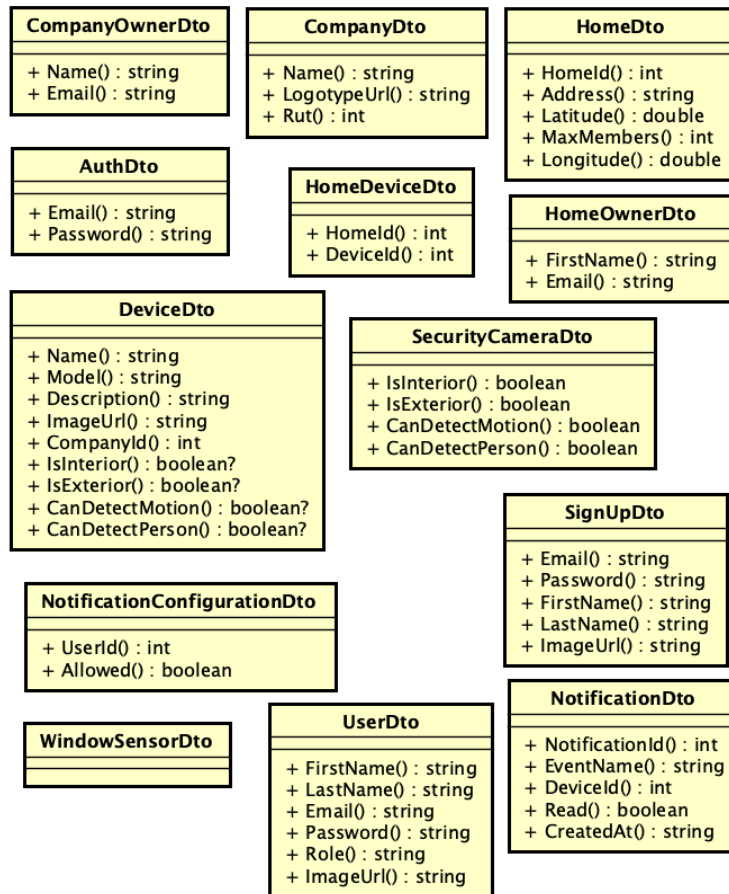 CompanyOwnerDto
+ Name() : string
+ Email() : string
CompanyDto
+ Name() : string
+ LogotypeUrl() : string
+ Rut() : int
HomeDto
+ HomeId() : int
+ Address() : string
+ Latitude() : double
+ MaxMembers() : int
+ Longitude() : double
AuthDto
+ Email() : string
+ Password() : string
HomeDeviceDto
+ HomeId() : int
+ DeviceId() : int
HomeOwnerDto
+ FirstName() : string
+ Email() : string
DeviceDto
+ Name() : string
+ Model() : string
+ Description() : string
+ ImageUrl() : string
+ CompanyId() : int
+ IsInterior() : boolean?
+ IsExterior() : boolean?
+ CanDetectMotion() : boolean?
+ CanDetectPerson() : boolean?
SecurityCameraDto
+ IsInterior() : boolean
+ IsExterior() : boolean
+ CanDetectMotion() : boolean
+ CanDetectPerson() : boolean
SignUpDto
+ Email() : string
+ Password() : string
+ FirstName() : string
+ LastName() : string
+ ImageUrl() : string
NotificationConfigurationDto
+ UserId() : int
+ Allowed() : boolean
WindowSensorDto
UserDto
+ FirstName() : string
+ LastName() : string
+ Email() : string
+ Password() : string
+ Role() : string
+ ImageUrl() : string
NotificationDto
+ NotificationId() : int
+ EventName() : string
+ DeviceId() : int
+ Read() : boolean
+ CreatedAt() : string